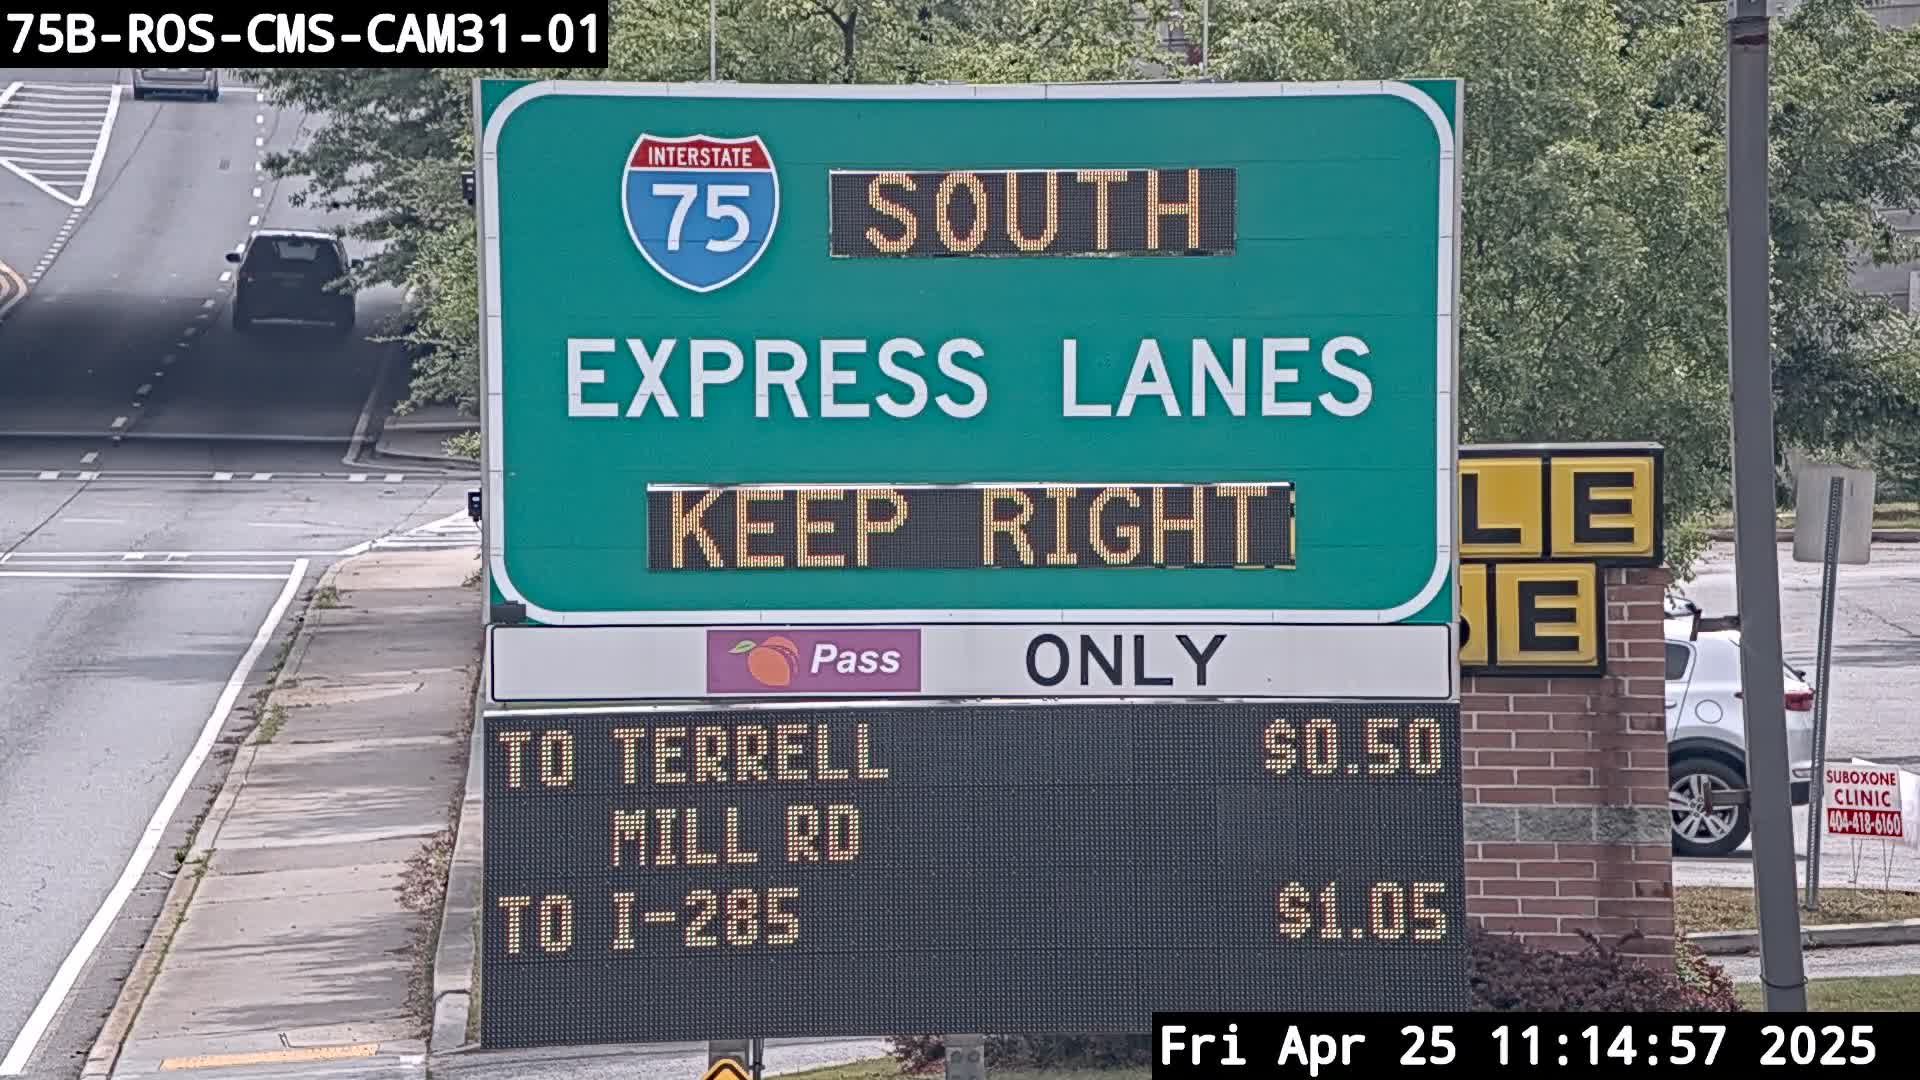 75B-ROS-CMS-CAM31-01
INTERSTATE
75
SOUTH
EXPRESS LANES
KEEP RIGHT
Pass ONLY
TO TERRELL $0.50
MILL RD
TO I-285 $1.05
LE
E
SUBOXONE
CLINIC
404-418-6160
Fri Apr 25 11:14:57 2025